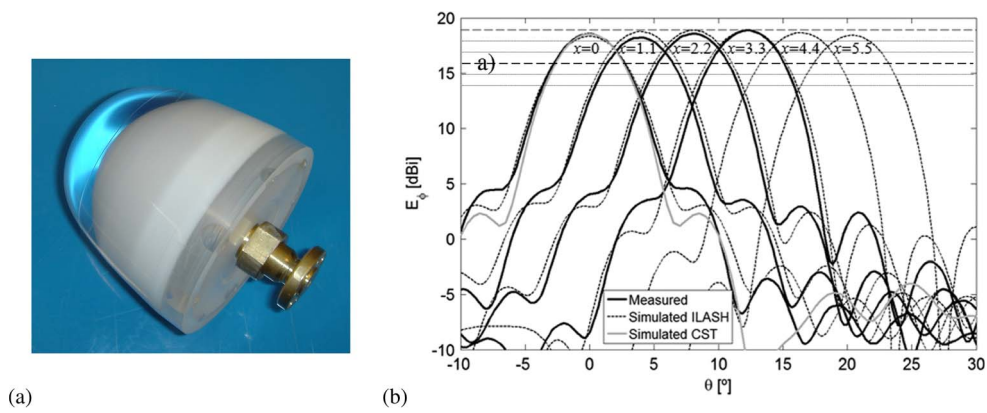 (a)
(b)
E_ϕ [dBi]
20
15
10
5
0
-5
-10
x=0 x=1.1 x=2.2 x=3.3 x=4.4 x=5.5
a)
Measured
Simulated ILASH
Simulated CST
-10 -5 0 5 10 15 20 25 30
θ [º]